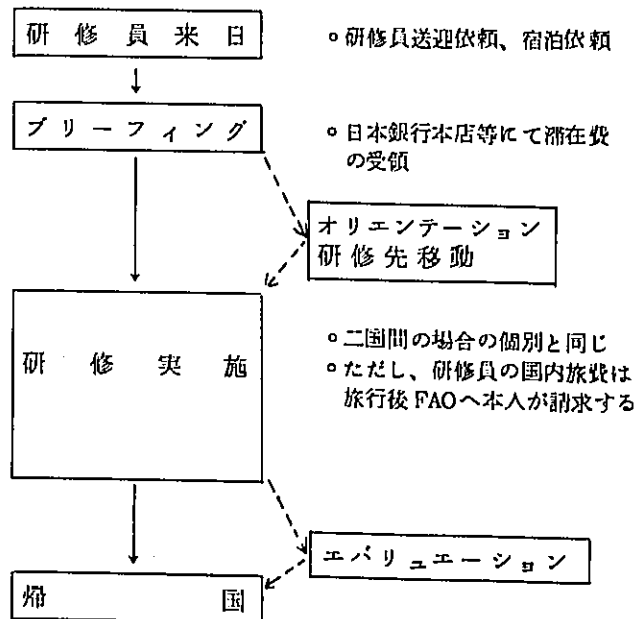 研修員来日
◦研修員送迎依頼、宿泊依頼
ブリーフィング
◦日本銀行本店等にて滞在費
の受領
オリエンテーション
研修先移動
研修実施
◦二国間の場合の個別と同じ
◦ただし、研修員の国内旅費は
旅行後FAOへ本人が請求する
エバリュエーション
帰国